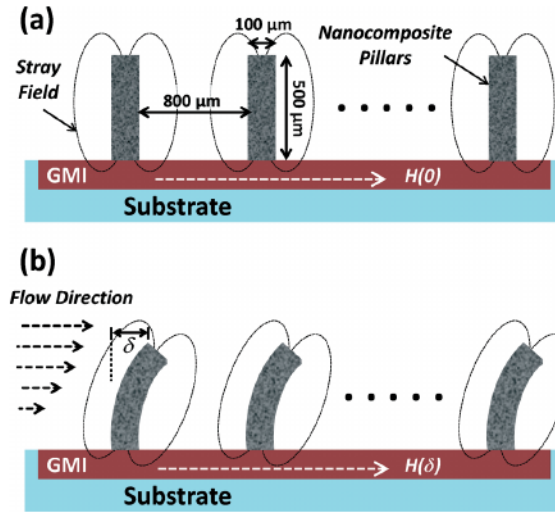 (a)
100 μm
Nanocomposite
Pillars
Stray
Field
800 μm
500 μm
GMI
H(0)
Substrate
(b)
Flow Direction
δ
GMI
H(δ)
Substrate